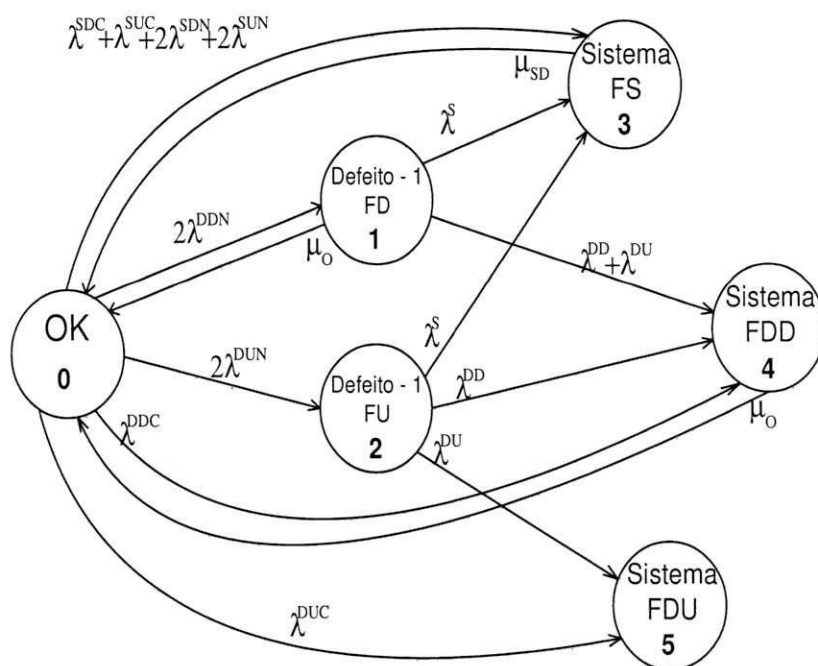 λ^SDC+λ^SUC+2λ^SDN+2λ^SUN
μ_SD
Sistema
FS
3
λ^S
Defeito - 1
FD
1
2λ^DDN
μ_O
λ^DD+λ^DU
Sistema
FDD
4
OK
0
λ^S
2λ^DUN
Defeito - 1
FU
2
λ^DD
μ_O
λ^DDC
λ^DU
Sistema
FDU
5
λ^DUC